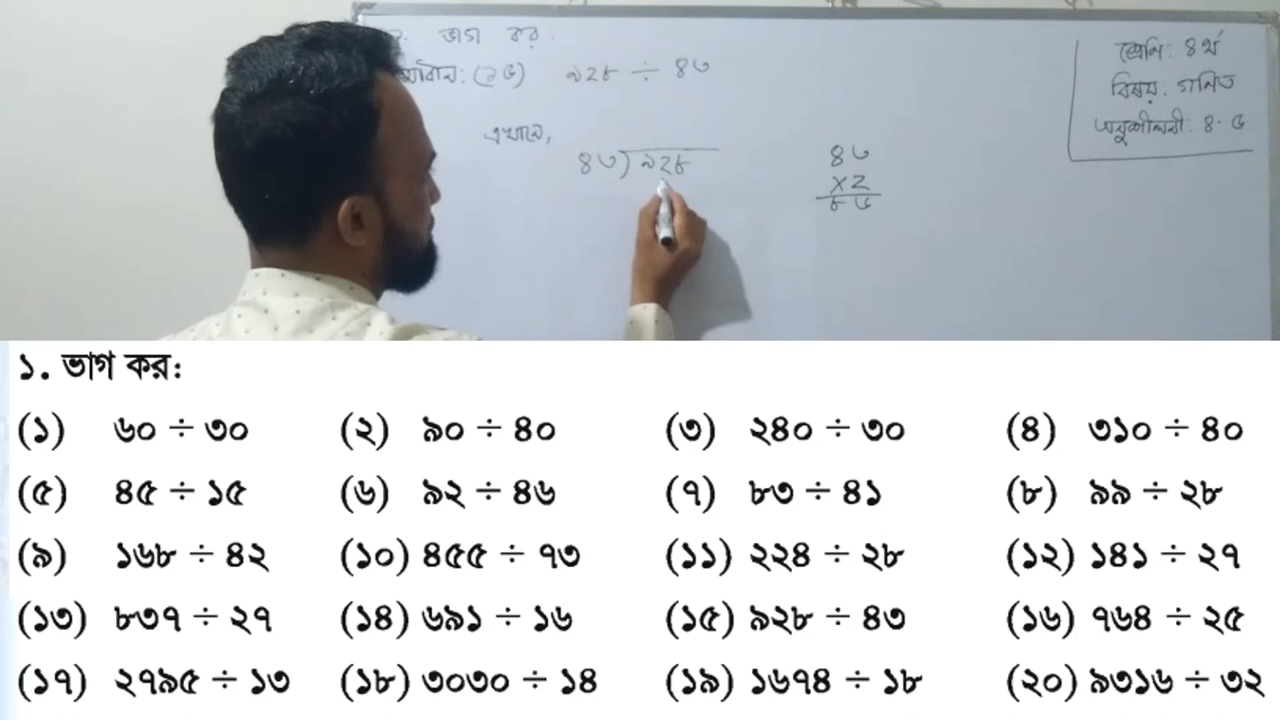 ভাগ কর:
(১৫) ৯২৮ ÷ ৪৩
এখানে,
৪৩) ৯২৮
৪৩
×২
৮৬
শ্রেণি: ৪র্থ
বিষয়: গণিত
অনুশীলনী: ৪.৫
১. ভাগ কর:
(১) ৬০ ÷ ৩০ (২) ৯০ ÷ ৪০ (৩) ২৪০ ÷ ৩০ (৪) ৩১০ ÷ ৪০
(৫) ৪৫ ÷ ১৫ (৬) ৯২ ÷ ৪৬ (৭) ৮৩ ÷ ৪১ (৮) ৯৯ ÷ ২৮
(৯) ১৬৮ ÷ ৪২ (১০) ৪৫৫ ÷ ৭৩ (১১) ২২৪ ÷ ২৮ (১২) ১৪১ ÷ ২৭
(১৩) ৮৩৭ ÷ ২৭ (১৪) ৬৯১ ÷ ১৬ (১৫) ৯২৮ ÷ ৪৩ (১৬) ৭৬৪ ÷ ২৫
(১৭) ২৭৯৫ ÷ ১৩ (১৮) ৩০৩০ ÷ ১৪ (১৯) ১৬৭৪ ÷ ১৮ (২০) ৯৩১৬ ÷ ৩২